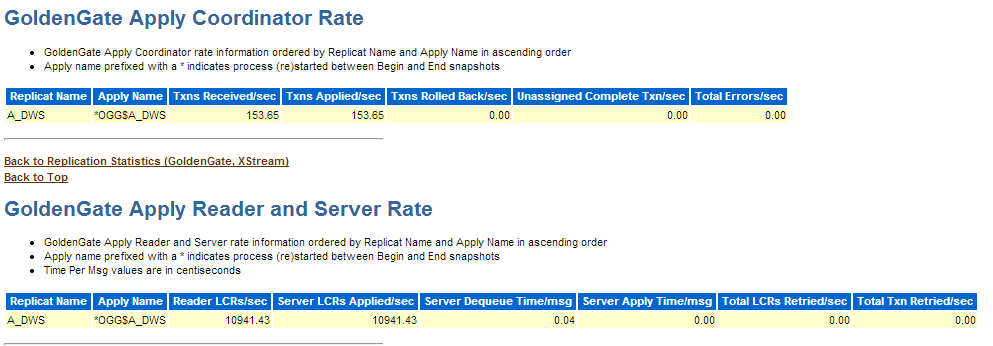 GoldenGate Apply Coordinator Rate
• GoldenGate Apply Coordinator rate information ordered by Replicat Name and Apply Name in ascending order
• Apply name prefixed with a * indicates process (re)started between Begin and End snapshots
Replicat Name Apply Name Txns Received/sec Txns Applied/sec Txns Rolled Back/sec Unassigned Complete Txn/sec Total Errors/sec
A_DWS *OGG$A_DWS 153.65 153.65 0.00 0.00 0.00
Back to Replication Statistics (GoldenGate, XStream)
Back to Top
GoldenGate Apply Reader and Server Rate
• GoldenGate Apply Reader and Server rate information ordered by Replicat Name and Apply Name in ascending order
• Apply name prefixed with a * indicates process (re)started between Begin and End snapshots
• Time Per Msg values are in centiseconds
Replicat Name Apply Name Reader LCRs/sec Server LCRs Applied/sec Server Dequeue Time/msg Server Apply Time/msg Total LCRs Retried/sec Total Txn Retried/sec
A_DWS *OGG$A_DWS 10941.43 10941.43 0.04 0.00 0.00 0.00